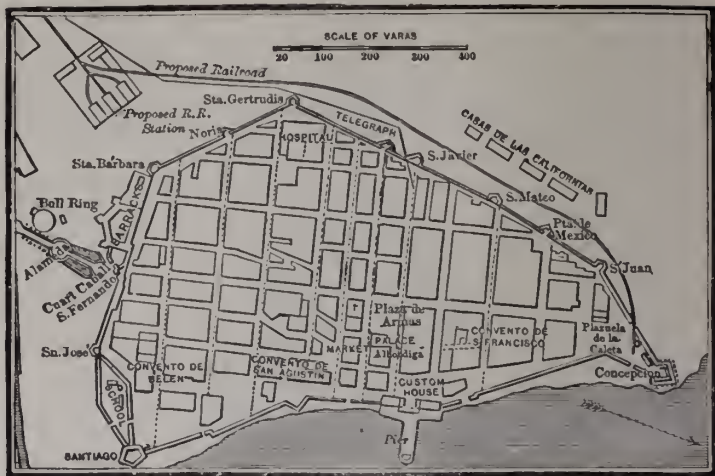 SCALE OF VARAS
20 100 200 300 400
Proposed Railroad
Sta. Gertrudis
Proposed R.R.
Station
Noria
HOSPITAL
TELEGRAPH
S. Javier
CASAS DE LAS CALIFORNIAS
Sta. Bárbara
S. Mateo
Bull Ring
BARRACKS
Pta. de
Mexico
Alameda
Cuart Caball
S. Fernando
S. Juan
Plaza de
Armas
Sn. José
MARKET
PALACE
Alhondiga
CONVENTO DE
S. FRANCISCO
Plazuela
de la
Caleta
CONVENTO DE
BELEN
CONVENTO DE
SAN AGUSTIN
Concepcion
CUSTOM
HOUSE
SANTIAGO
Pier